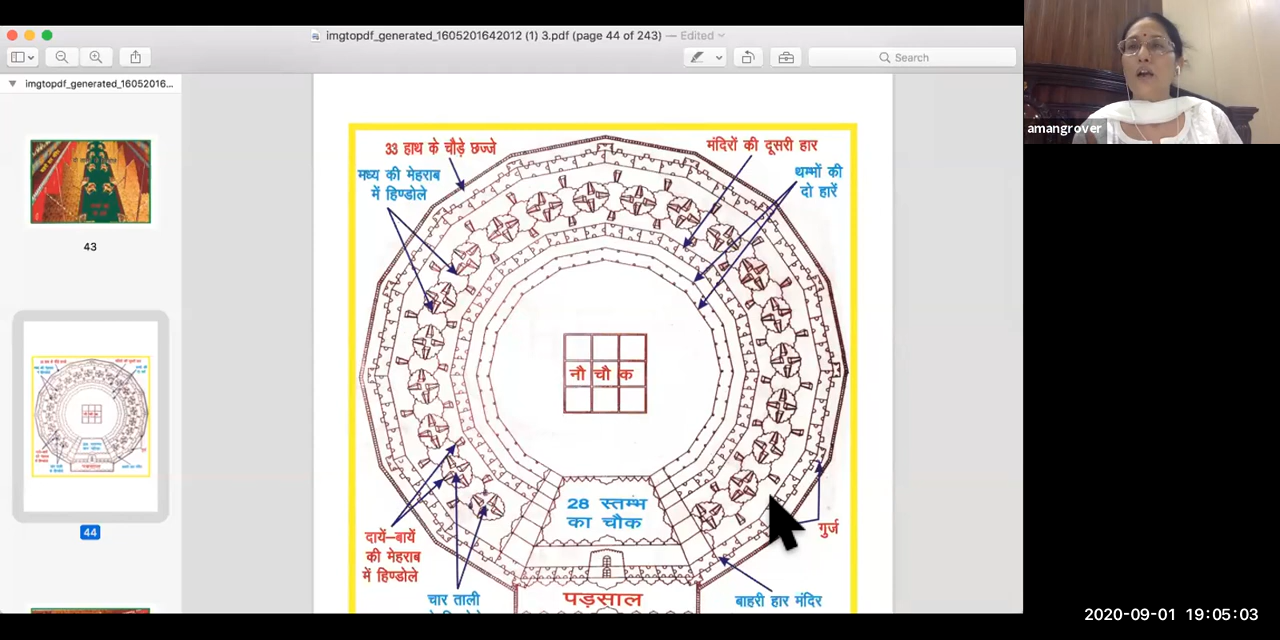 imgtopdf_generated_1605201642012 (1) 3.pdf (page 44 of 243) — Edited
Search
imgtopdf_generated_16052016...
43
44
33 हाथ के चौड़े छज्जे
मंदिरों की दूसरी हार
मध्य की मेहराब
में हिण्डोले
थम्भों की
दो हारें
नौ चौ क
28 स्तम्भ
का चौक
दायें–बायें
की मेहराब
में हिण्डोले
गुर्ज
चार ताली
पड़साल
बाहरी हार मंदिर
amangrover
2020-09-01 19:05:03